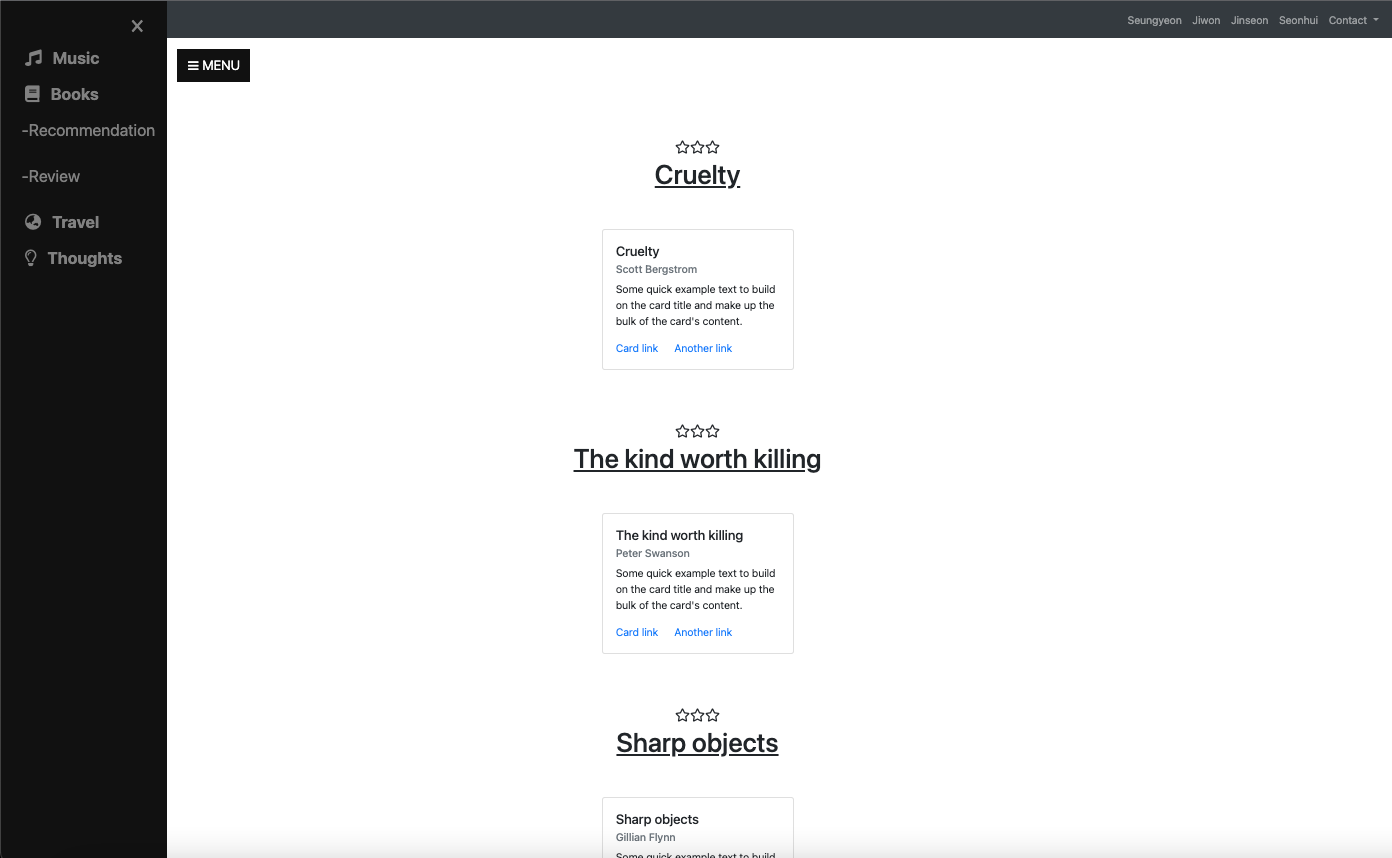 Seungyeon Jiwon Jinseon Seonhui Contact
Music
Books
-Recommendation
-Review
Travel
Thoughts
MENU
Cruelty
Cruelty
Scott Bergstrom
Some quick example text to build
on the card title and make up the
bulk of the card's content.
Card link Another link
The kind worth killing
The kind worth killing
Peter Swanson
Some quick example text to build
on the card title and make up the
bulk of the card's content.
Card link Another link
Sharp objects
Sharp objects
Gillian Flynn
Some quick example text to build